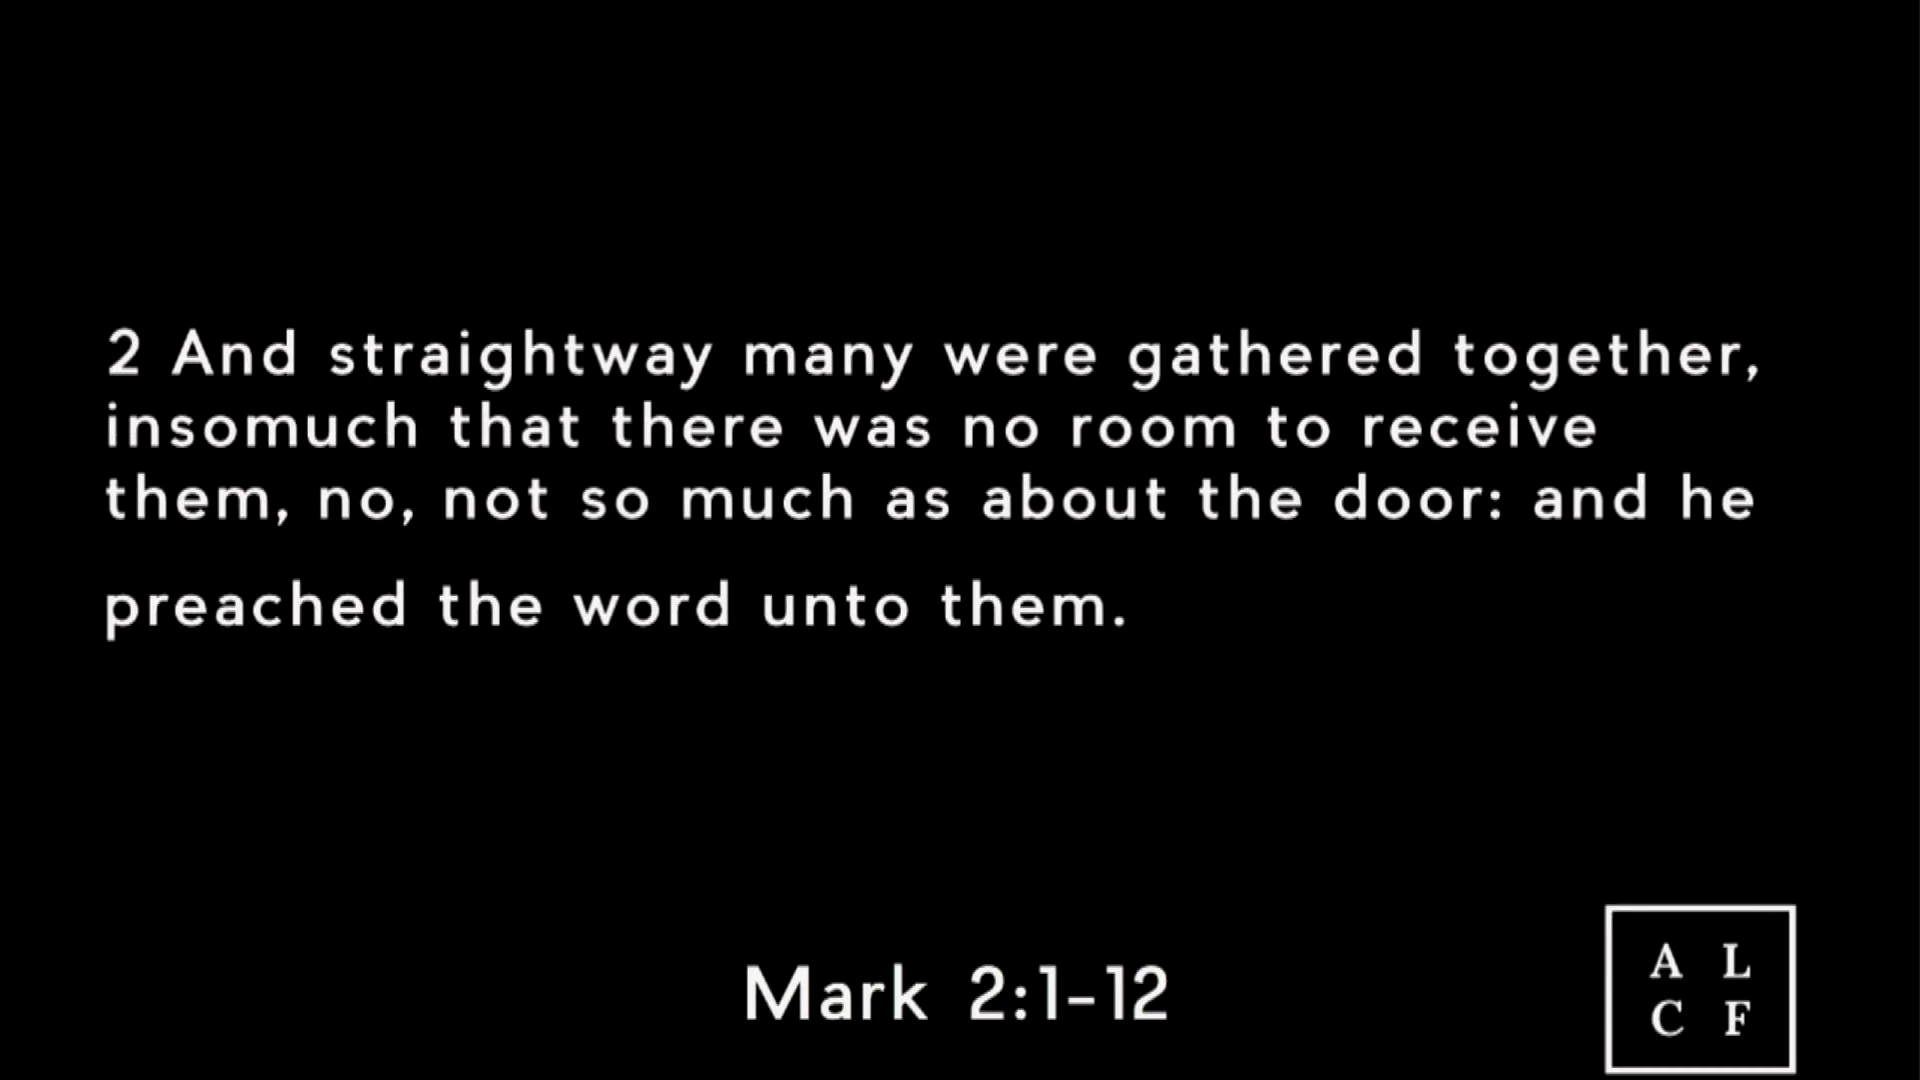 2 And straightway many were gathered together,
insomuch that there was no room to receive
them, no, not so much as about the door: and he
preached the word unto them.
Mark 2:1-12
A L
C F